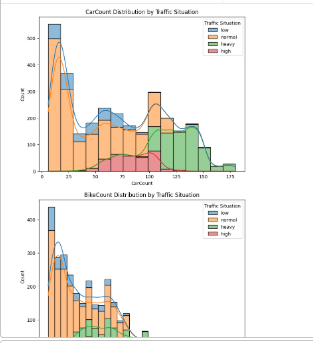 CarCount Distribution by Traffic Situation
Traffic Situation
low
normal
heavy
high
500
400
300
200
100
0
Count
0 25 50 75 100 125 150 175
CarCount
BikeCount Distribution by Traffic Situation
Traffic Situation
low
normal
heavy
high
400
300
200
100
Count